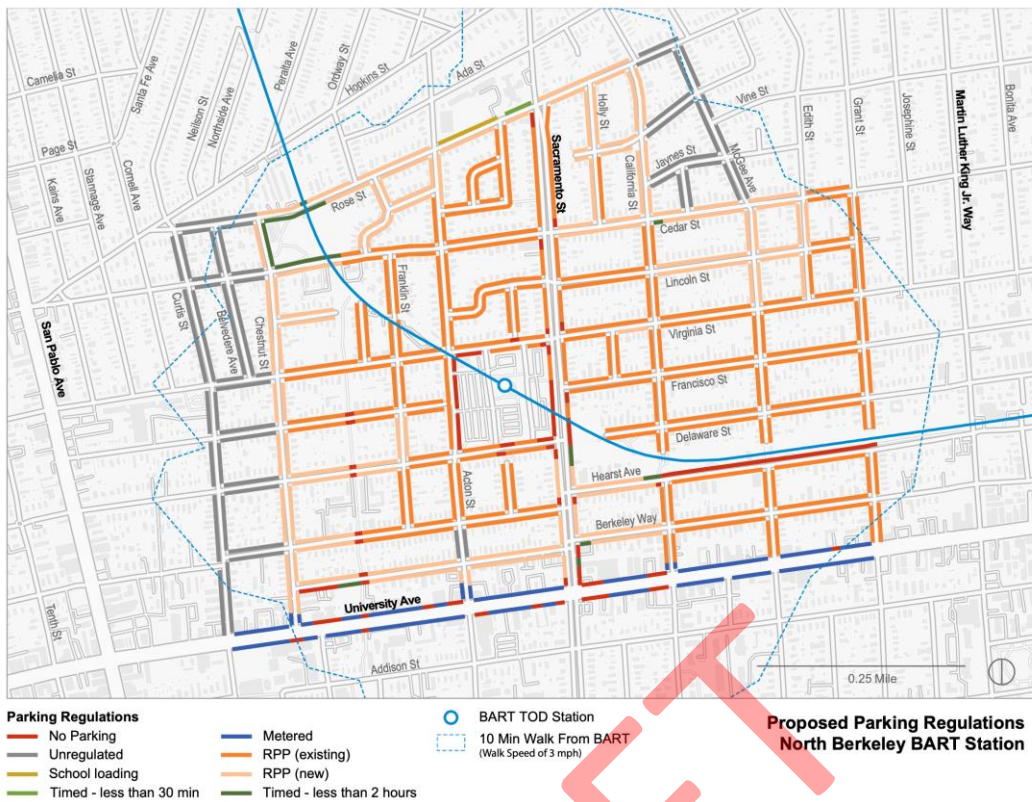 Camelia St
Santa Fe Ave
Neilson St
Northside Ave
Peralta Ave
Ordway St
Hopkins St
Ada St
Page St
Kains Ave
Stannage Ave
Cornell Ave
Rose St
Sacramento St
Holly St
California St
Jaynes St
McGee Ave
Vine St
Edith St
Grant St
Josephine St
Martin Luther King Jr. Way
Bonita Ave
Cedar St
Lincoln St
Virginia St
Francisco St
Delaware St
Hearst Ave
Berkeley Way
University Ave
Addison St
San Pablo Ave
Curtis St
Belvedere Ave
Chestnut St
Franklin St
Acton St
Tenth St
0.25 Mile
Parking Regulations
No Parking
Unregulated
School loading
Timed - less than 30 min
Metered
RPP (existing)
RPP (new)
Timed - less than 2 hours
BART TOD Station
10 Min Walk From BART
(Walk Speed of 3 mph)
Proposed Parking Regulations
North Berkeley BART Station